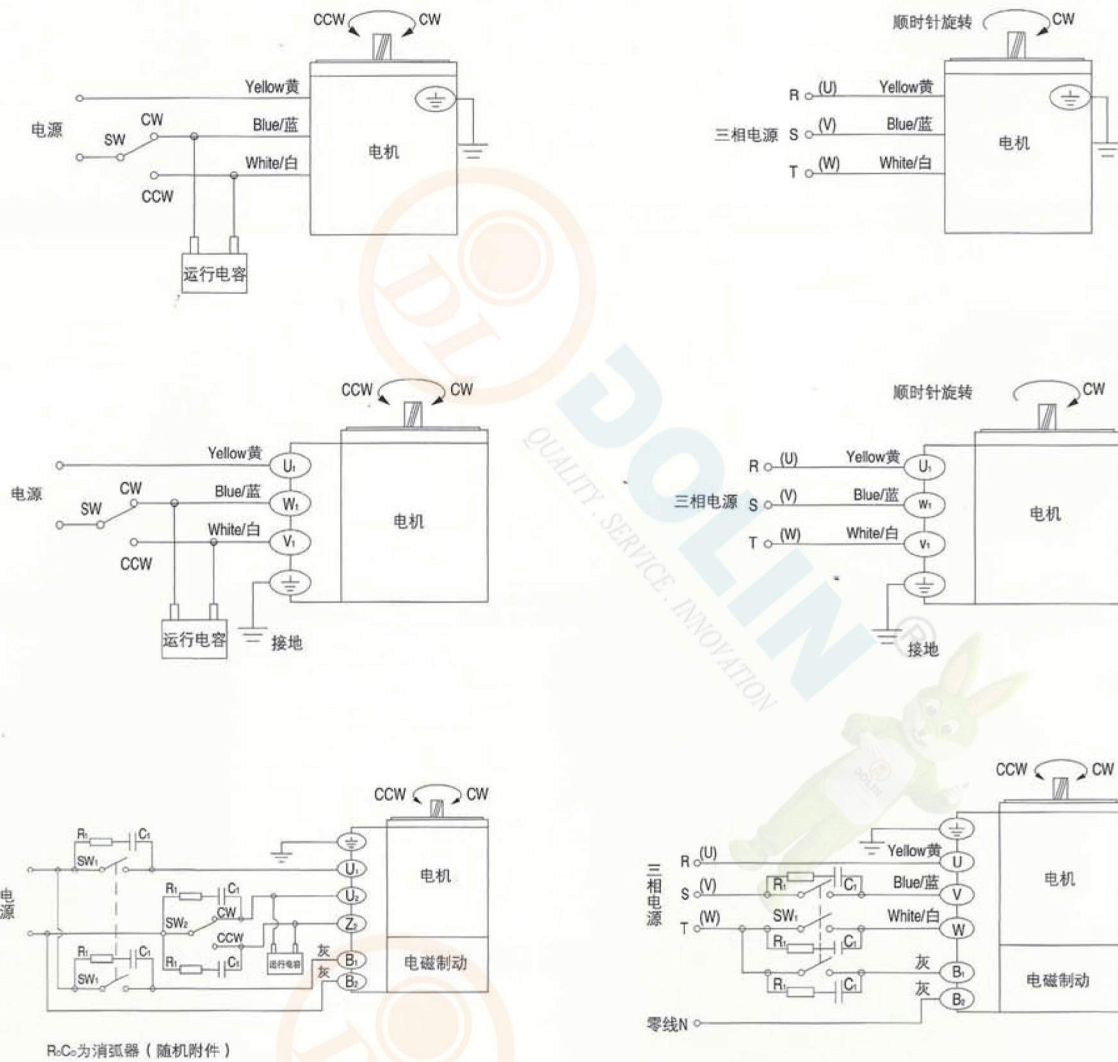 CCW CW
Yellow黄
电源
CW
SW
Blue/蓝
White/白
CCW
电机
运行电容
顺时针旋转 CW
R (U) Yellow黄
三相电源 S (V) Blue/蓝
T (W) White/白
电机
CCW CW
Yellow黄 U₁
电源
CW
SW
Blue/蓝 W₁
White/白 V₁
CCW
电机
运行电容
接地
顺时针旋转 CW
R (U) Yellow黄 U₁
三相电源 S (V) Blue/蓝 W₁
T (W) White/白 V₁
电机
接地
DL
DOLIN
®
QUALITY . SERVICE . INNOVATION
DOLIN
CCW CW
R₁ C₁
SW₁
U₁
电源
R₁ C₁
U₂
SW₂ CW
CCW
Z₂
R₁ C₁
运行电容
R₁ C₁
SW₁
灰 B₁
灰 B₂
电机
电磁制动
R₀C₀为消弧器（随机附件）
CCW CW
三相电源
R (U) Yellow黄 U
S (V) R₁ C₁ Blue/蓝 V
T (W) SW₁ White/白 W
R₁ C₁
灰 B₁
R₁ C₁
灰 B₂
零线N
电机
电磁制动